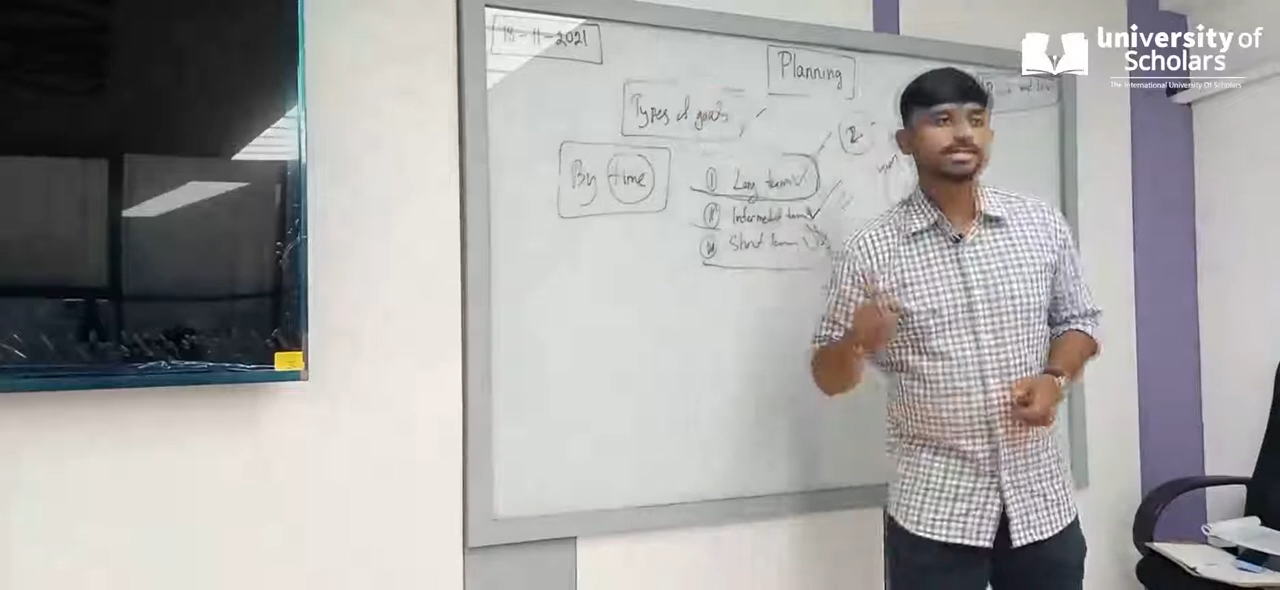 18-11-2021
Planning
Types of goals
By time
① Long term
② Intermediate term
③ Short term
University of
Scholars
The International University Of Scholars